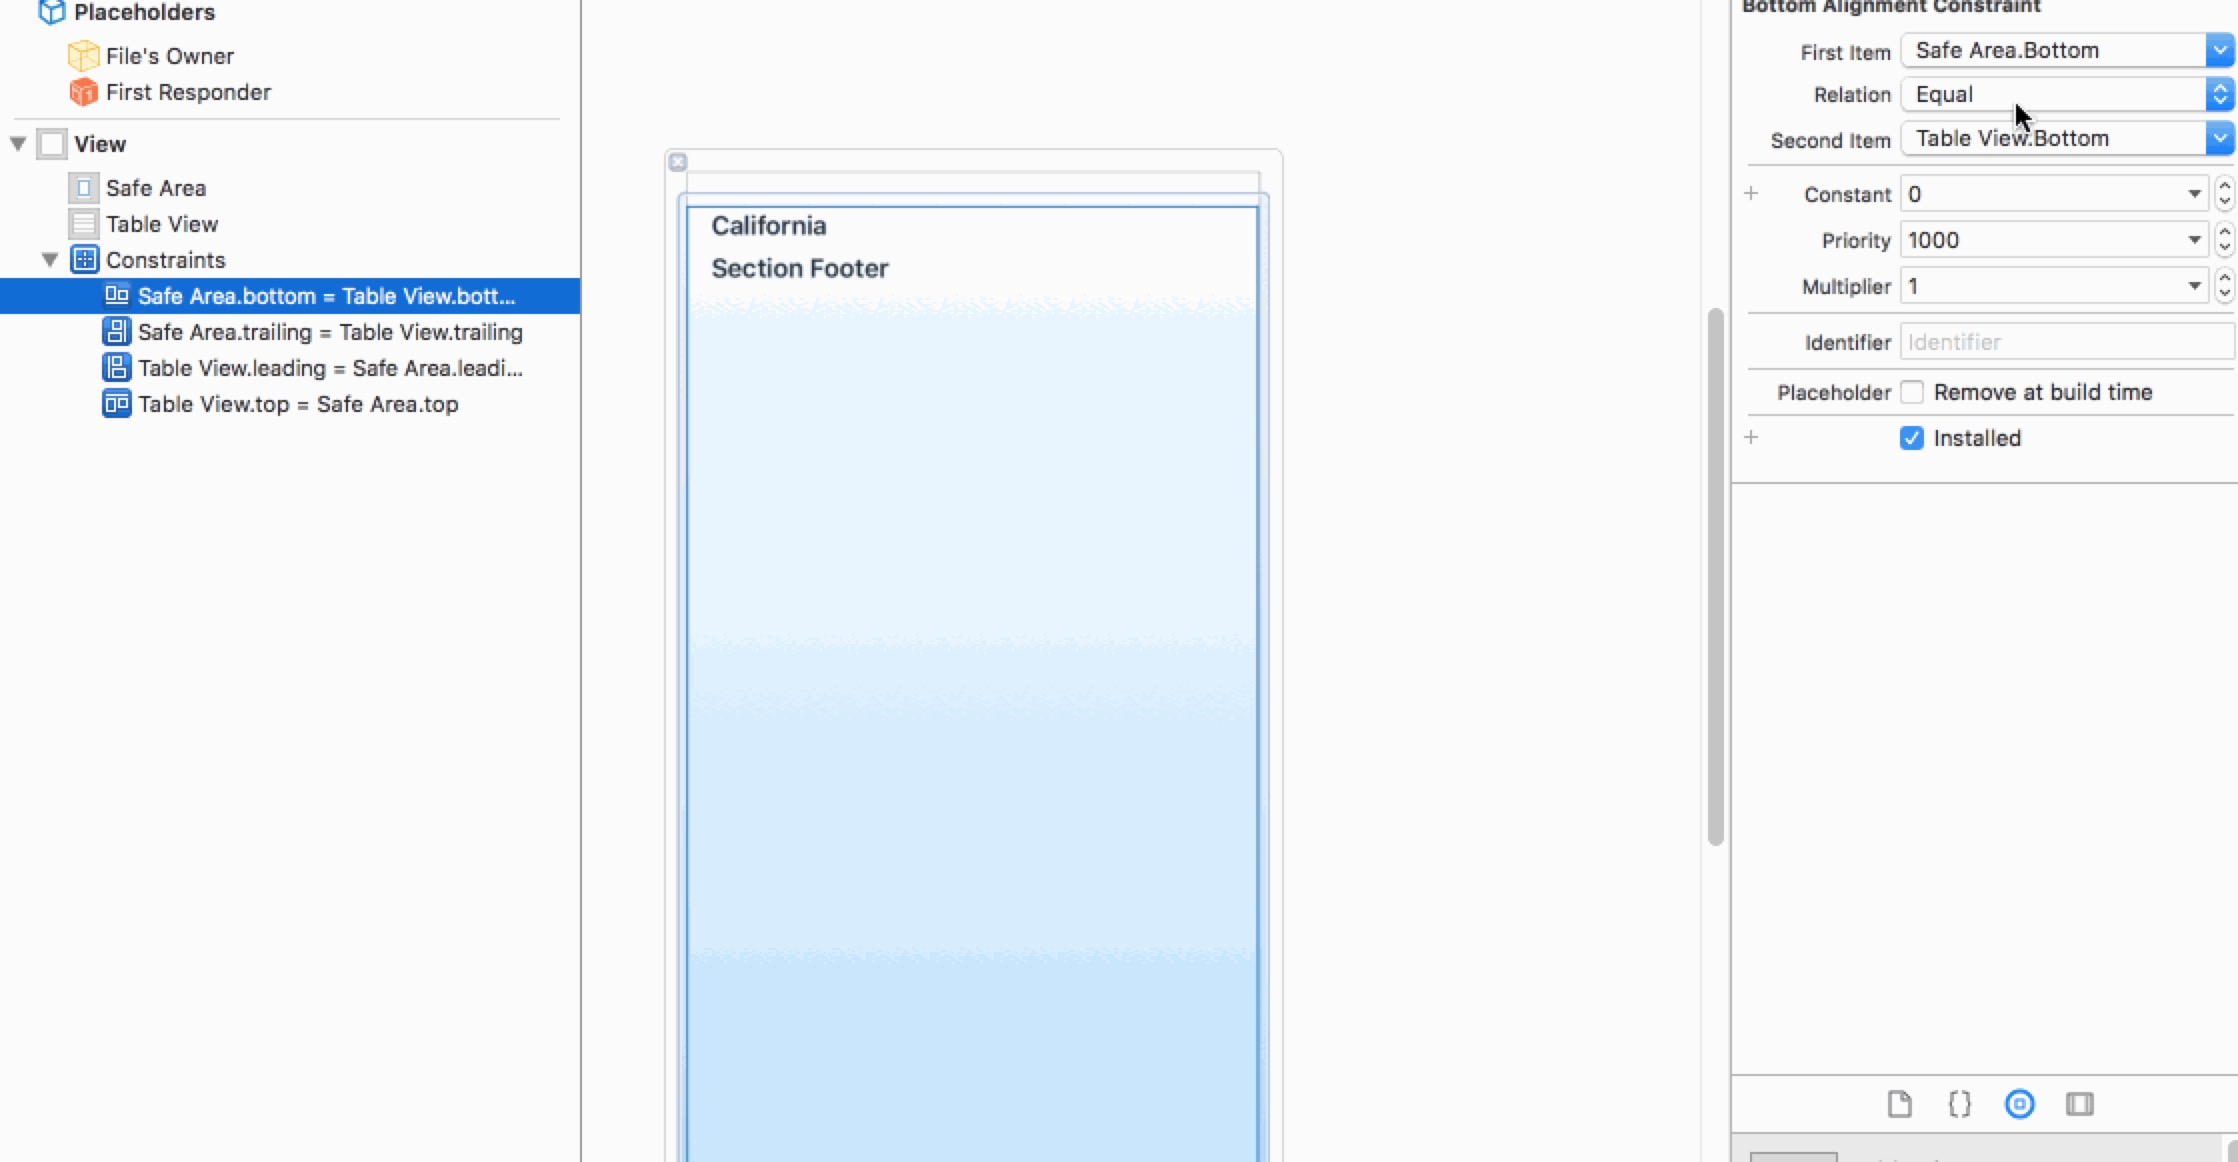 Placeholders
File's Owner
First Responder
View
Safe Area
Table View
Constraints
Safe Area.bottom = Table View.bott...
Safe Area.trailing = Table View.trailing
Table View.leading = Safe Area.leadi...
Table View.top = Safe Area.top
California
Section Footer
Bottom Alignment Constraint
First Item Safe Area.Bottom
Relation Equal
Second Item Table View.Bottom
Constant 0
Priority 1000
Multiplier 1
Identifier Identifier
Placeholder Remove at build time
Installed